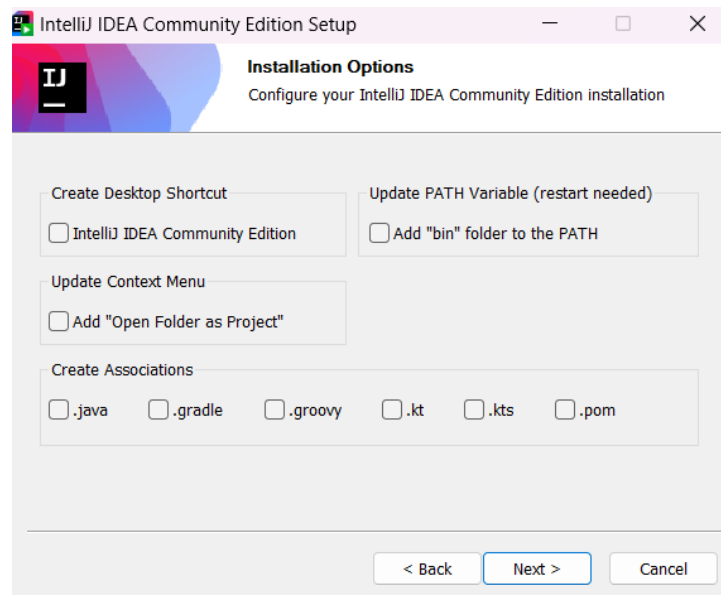 IntelliJ IDEA Community Edition Setup
IJ
Installation Options
Configure your IntelliJ IDEA Community Edition installation
Create Desktop Shortcut
IntelliJ IDEA Community Edition
Update PATH Variable (restart needed)
Add "bin" folder to the PATH
Update Context Menu
Add "Open Folder as Project"
Create Associations
.java .gradle .groovy .kt .kts .pom
< Back Next > Cancel